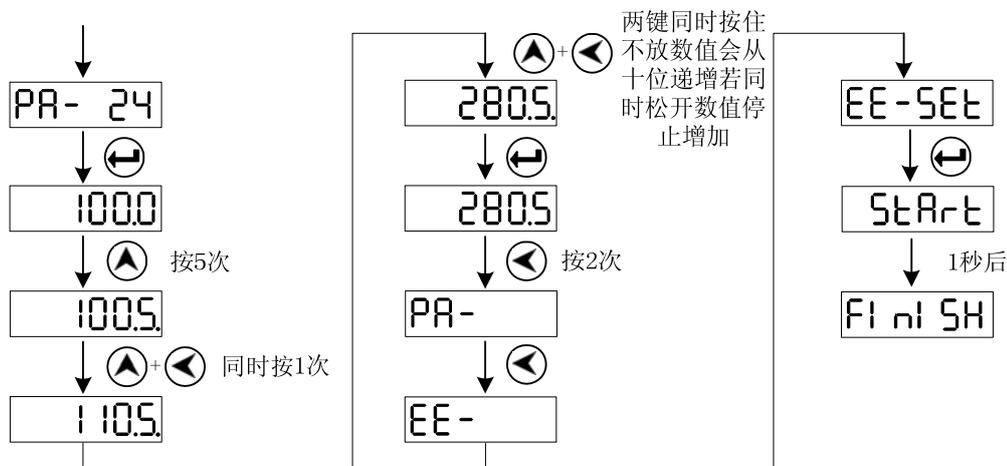 PA- 24
100.0
按5次
100.5.
+
同时按1次
110.5.
+
两键同时按住
不放数值会从
十位递增若同
时松开数值停
止增加
280.5.
280.5
按2次
PA-
EE-
EE-SEt
StArt
1秒后
FInISH